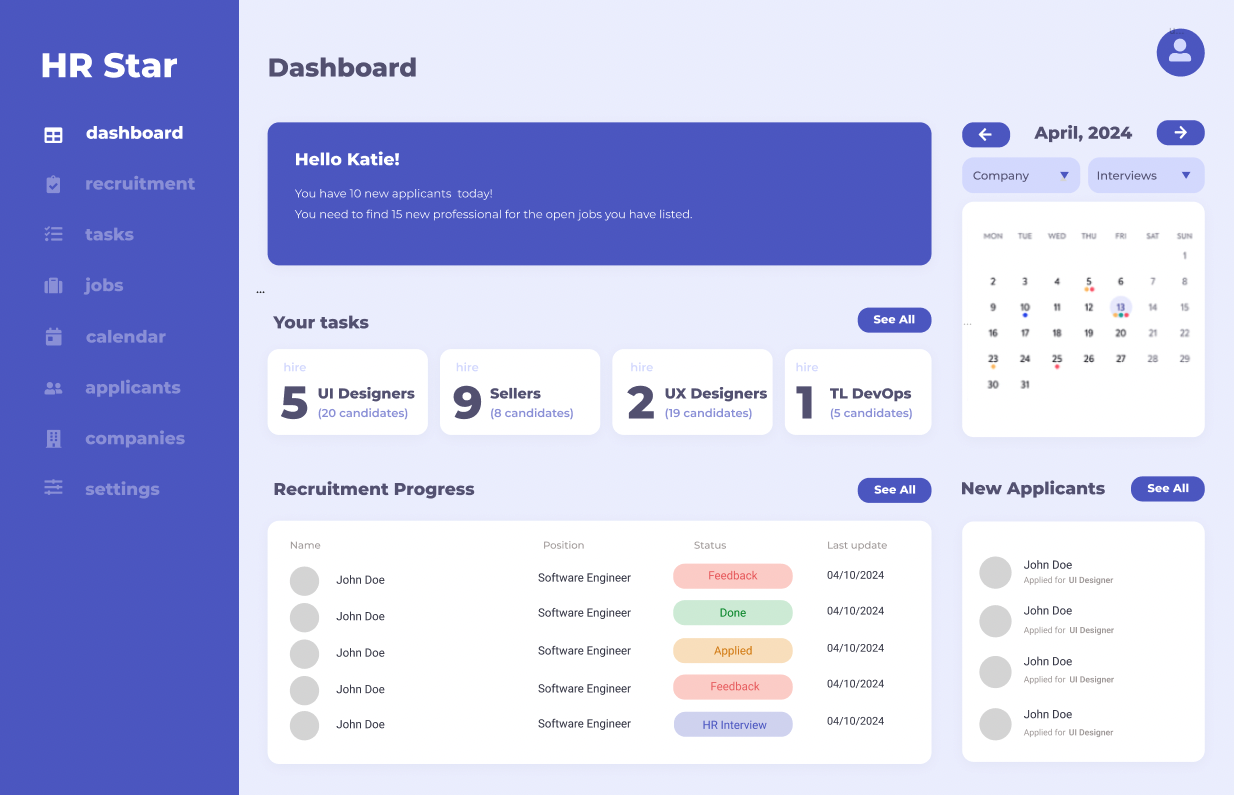 HR Star
dashboard
recruitment
tasks
jobs
calendar
applicants
companies
settings
Dashboard
Hello Katie!
You have 10 new applicants  today!
You need to find 15 new professional for the open jobs you have listed.
...
Your tasks
See All
hire
5 UI Designers
(20 candidates)
hire
9 Sellers
(8 candidates)
hire
2 UX Designers
(19 candidates)
hire
1 TL DevOps
(5 candidates)
April, 2024
Company
Interviews
MON TUE WED THU FRI SAT SUN
1
2 3 4 5 6 7 8
9 10 11 12 13 14 15
...
16 17 18 19 20 21 22
23 24 25 26 27 28 29
30 31
Recruitment Progress
See All
Name Position Status Last update
John Doe Software Engineer Feedback 04/10/2024
John Doe Software Engineer Done 04/10/2024
John Doe Software Engineer Applied 04/10/2024
John Doe Software Engineer Feedback 04/10/2024
John Doe Software Engineer HR Interview 04/10/2024
New Applicants
See All
John Doe
Applied for UI Designer
John Doe
Applied for UI Designer
John Doe
Applied for UI Designer
John Doe
Applied for UI Designer